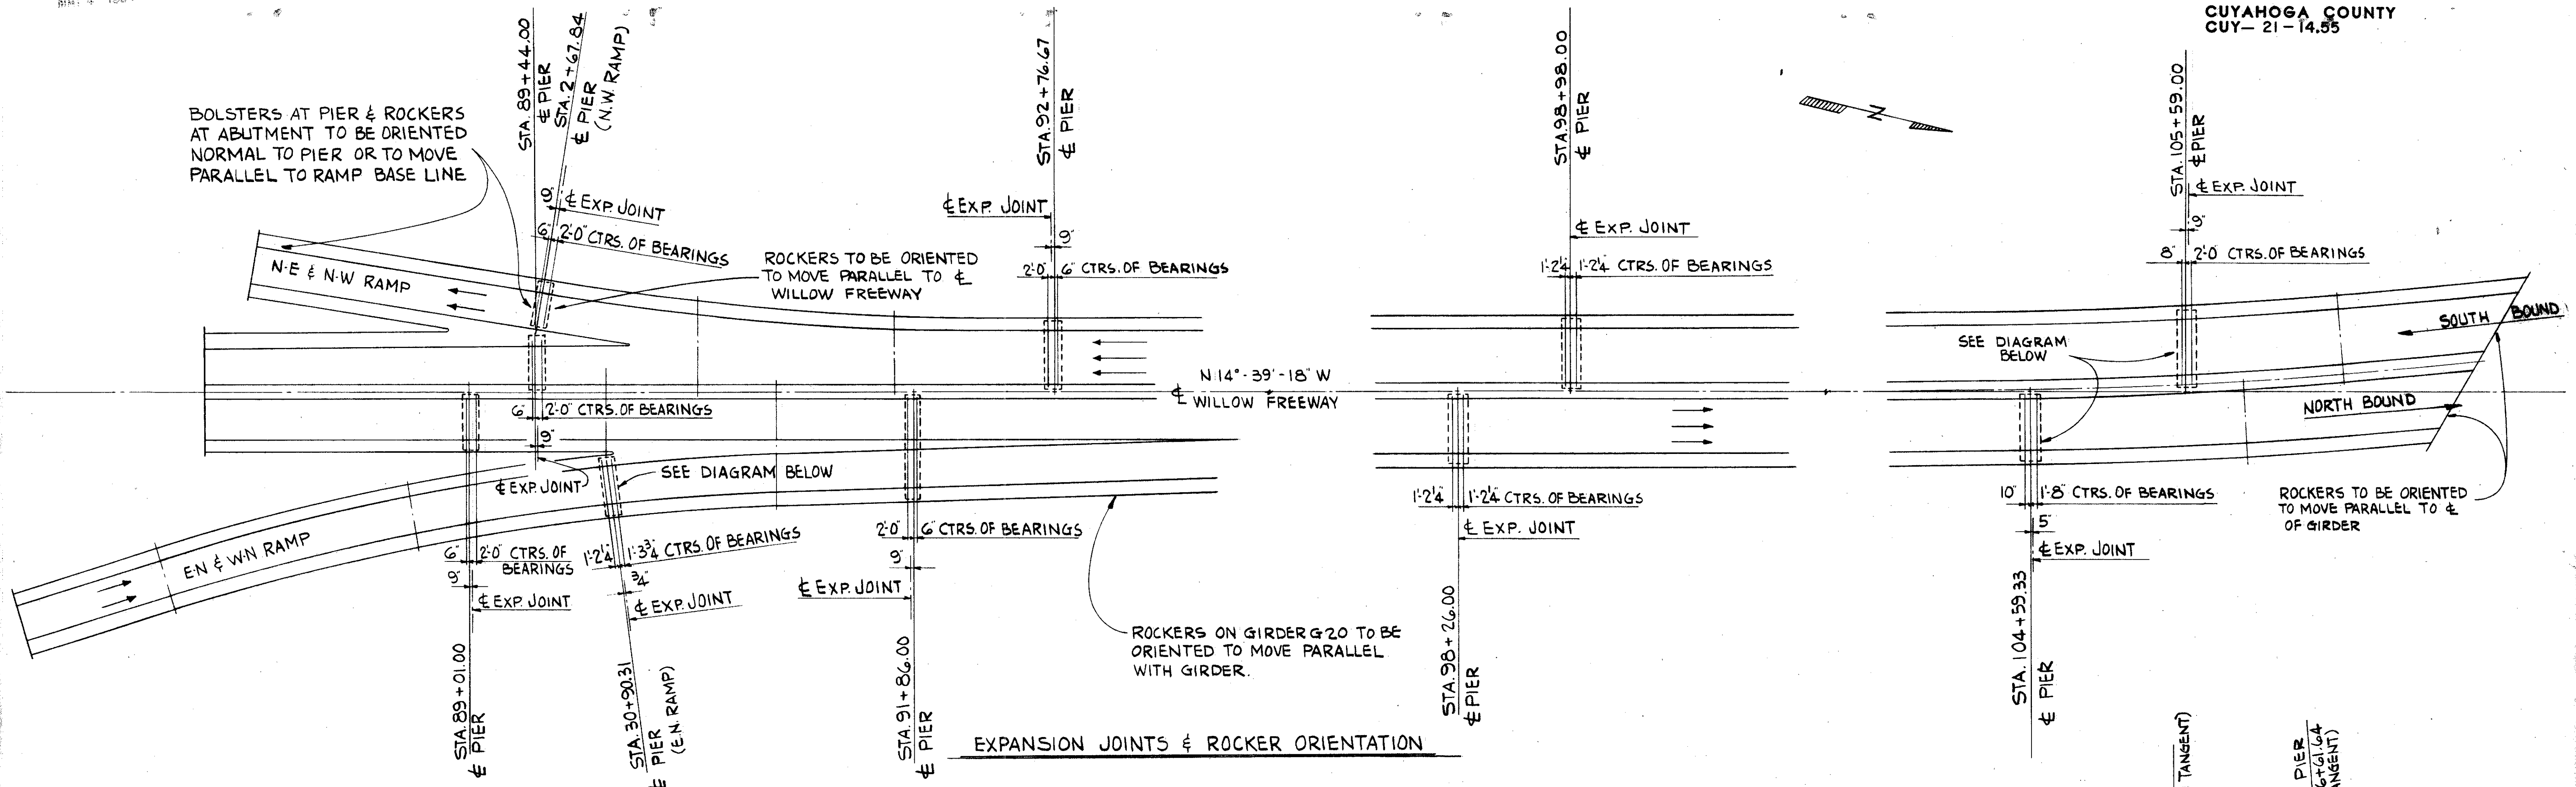 CUYAHOGA COUNTY
CUY— 21 – 14.55
STA. 89+44.00
℄ PIER
STA. 2+67.84
℄ PIER
(N.W. RAMP)
STA. 92+76.67
℄ PIER
STA. 98+98.00
℄ PIER
STA. 105+59.00
℄ PIER
N
BOLSTERS AT PIER & ROCKERS
AT ABUTMENT TO BE ORIENTED
NORMAL TO PIER OR TO MOVE
PARALLEL TO RAMP BASE LINE
9"
℄ EXP. JOINT
6" 2'-0" CTRS. OF BEARINGS
ROCKERS TO BE ORIENTED
TO MOVE PARALLEL TO ℄
WILLOW FREEWAY
℄ EXP. JOINT
9"
2'-0" 6" CTRS. OF BEARINGS
℄ EXP. JOINT
1'-2¼" 1'-2¼" CTRS. OF BEARINGS
℄ EXP. JOINT
9"
8" 2'-0" CTRS. OF BEARINGS
N-E & N-W RAMP
SOUTH BOUND
SEE DIAGRAM
BELOW
N 14°-39'-18" W
℄ WILLOW FREEWAY
NORTH BOUND
6" 2'-0" CTRS. OF BEARINGS
9"
℄ EXP. JOINT
SEE DIAGRAM BELOW
E-N & W-N RAMP
6" 2'-0" CTRS. OF
BEARINGS
9"
℄ EXP. JOINT
1'-2¼" 1'-3¾" CTRS. OF BEARINGS
¾"
℄ EXP. JOINT
2'-0" 6" CTRS. OF BEARINGS
9"
℄ EXP. JOINT
1'-2¼" 1'-2¼" CTRS. OF BEARINGS
℄ EXP. JOINT
10" 1'-8" CTRS. OF BEARINGS
5"
℄ EXP. JOINT
ROCKERS TO BE ORIENTED
TO MOVE PARALLEL TO ℄
OF GIRDER
ROCKERS ON GIRDER G20 TO BE
ORIENTED TO MOVE PARALLEL
WITH GIRDER.
STA. 89+01.00
℄ PIER
STA. 30+90.31
℄ PIER
(E.N. RAMP)
STA. 91+86.00
℄ PIER
STA. 98+26.00
℄ PIER
STA. 104+59.33
℄ PIER
EXPANSION JOINTS & ROCKER ORIENTATION
TANGENT)
PIER
6+61.64